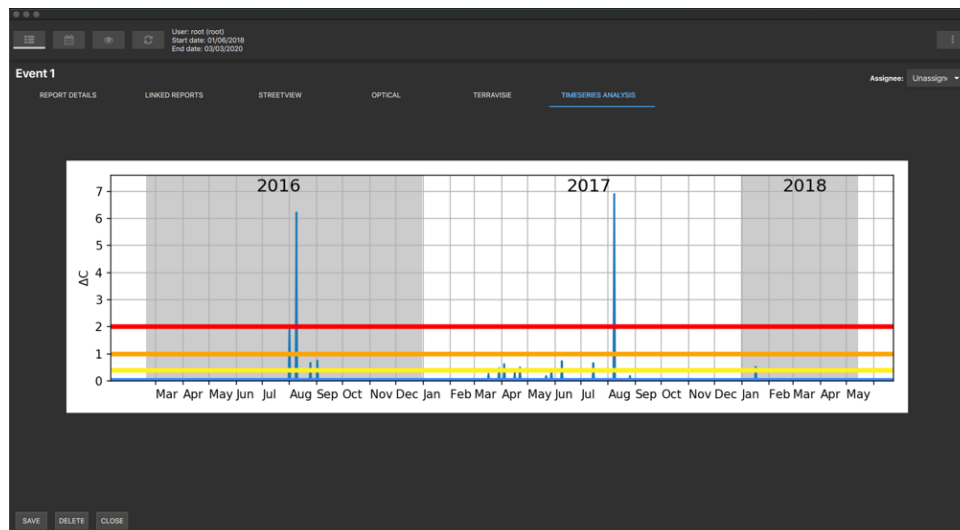 User: root (root)
Start date: 01/06/2018
End date: 03/03/2020
Event 1
Assignee: Unassign
REPORT DETAILS LINKED REPORTS STREETVIEW OPTICAL TERRAVISIE TIMESERIES ANALYSIS
2016 2017 2018
7
6
5
4
3
2
1
0
ΔC
Mar Apr May Jun Jul Aug Sep Oct Nov Dec Jan Feb Mar Apr May Jun Jul Aug Sep Oct Nov Dec Jan Feb Mar Apr May
SAVE DELETE CLOSE